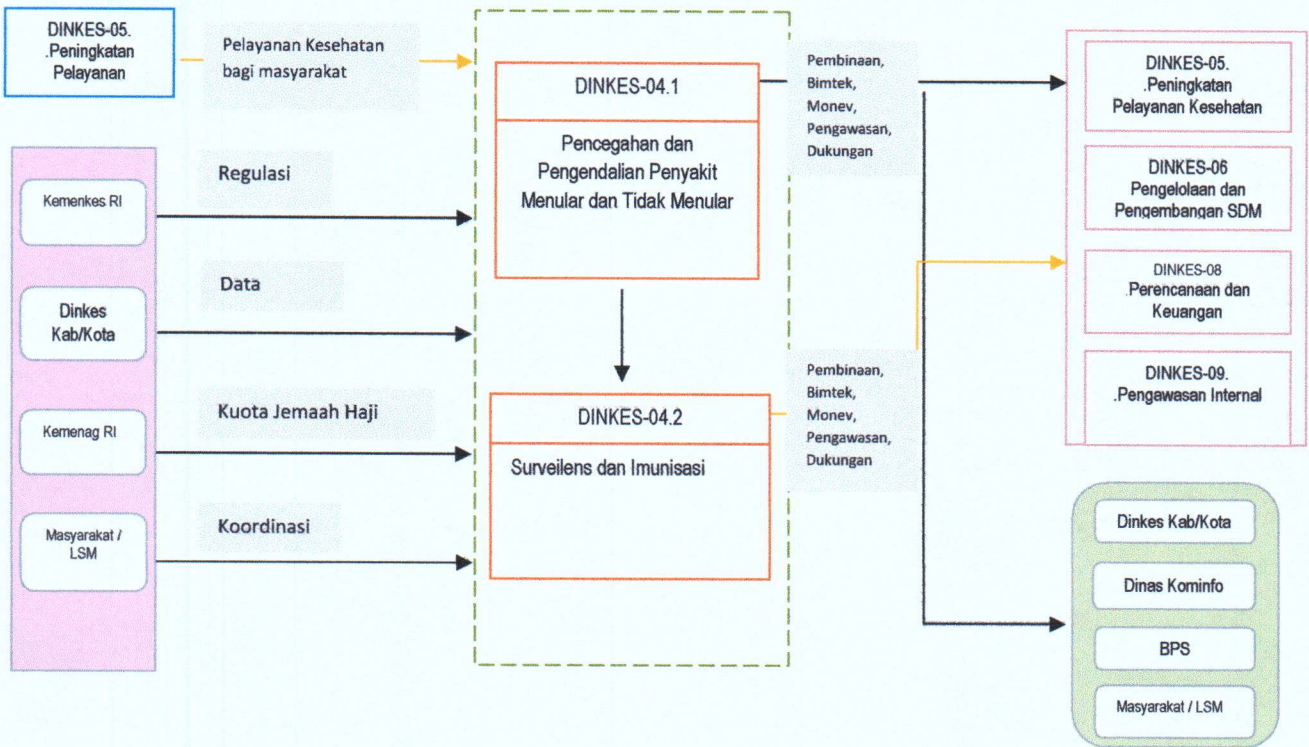 DINKES-05.
.Peningkatan
Pelayanan
Pelayanan Kesehatan
bagi masyarakat
Regulasi
Kemenkes RI
Data
Dinkes
Kab/Kota
Kuota Jemaah Haji
Kemenag RI
Koordinasi
Masyarakat /
LSM
DINKES-04.1
Pencegahan dan
Pengendalian Penyakit
Menular dan Tidak Menular
DINKES-04.2
Surveilens dan Imunisasi
Pembinaan,
Bimtek,
Monev,
Pengawasan,
Dukungan
Pembinaan,
Bimtek,
Monev,
Pengawasan,
Dukungan
DINKES-05.
.Peningkatan
Pelayanan Kesehatan
DINKES-06
Pengelolaan dan
Pengembangan SDM
DINKES-08
.Perencanaan dan
Keuangan
DINKES-09.
.Pengawasan Internal
Dinkes Kab/Kota
Dinas Kominfo
BPS
Masyarakat / LSM